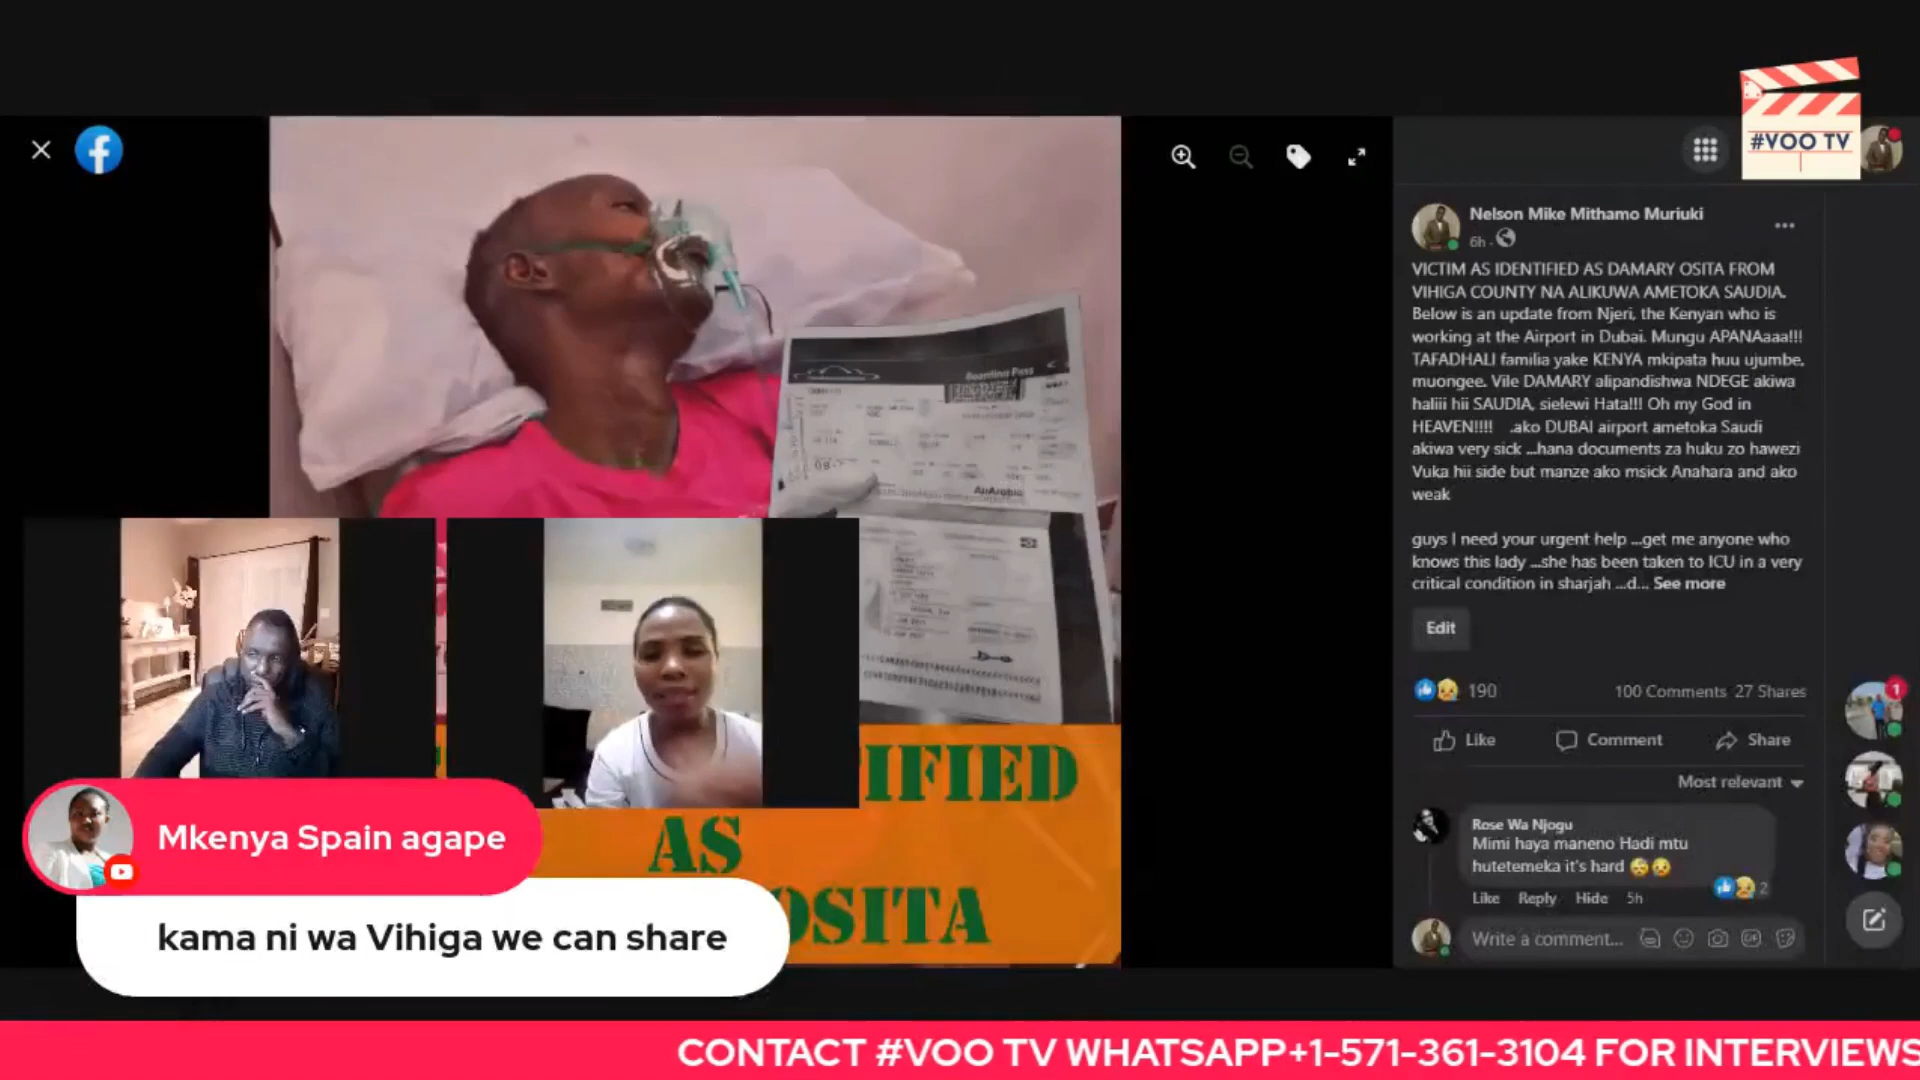 #VOO TV
Nelson Mike Mithamo Muriuki
6h
VICTIM AS IDENTIFIED AS DAMARY OSITA FROM
VIHIGA COUNTY NA ALIKUWA AMETOKA SAUDIA.
Below is an update from Njeri, the Kenyan who is
working at the Airport in Dubai. Mungu APANAaaa!!!
TAFADHALI familia yake KENYA mkipata huu ujumbe,
muongee. Vile DAMARY alipandishwa NDEGE akiwa
haliii hii SAUDIA, sielewi Hata!!! Oh my God in
HEAVEN!!!! .ako DUBAI airport ametoka Saudi
akiwa very sick ...hana documents za huku zo hawezi
Vuka hii side but manze ako msick Anahara and ako
weak
guys I need your urgent help ...get me anyone who
knows this lady ...she has been taken to ICU in a very
critical condition in sharjah ...d... See more
Edit
190
100 Comments 27 Shares
Like Comment Share
Most relevant
Rose Wa Njogu
Mimi haya maneno Hadi mtu
hutetemeka it's hard
2
Like Reply Hide 5h
Write a comment...
1
Boarding Pass
AirArabia
IFIED
AS
OSITA
Mkenya Spain agape
kama ni wa Vihiga we can share
CONTACT #VOO TV WHATSAPP+1-571-361-3104 FOR INTERVIEWS